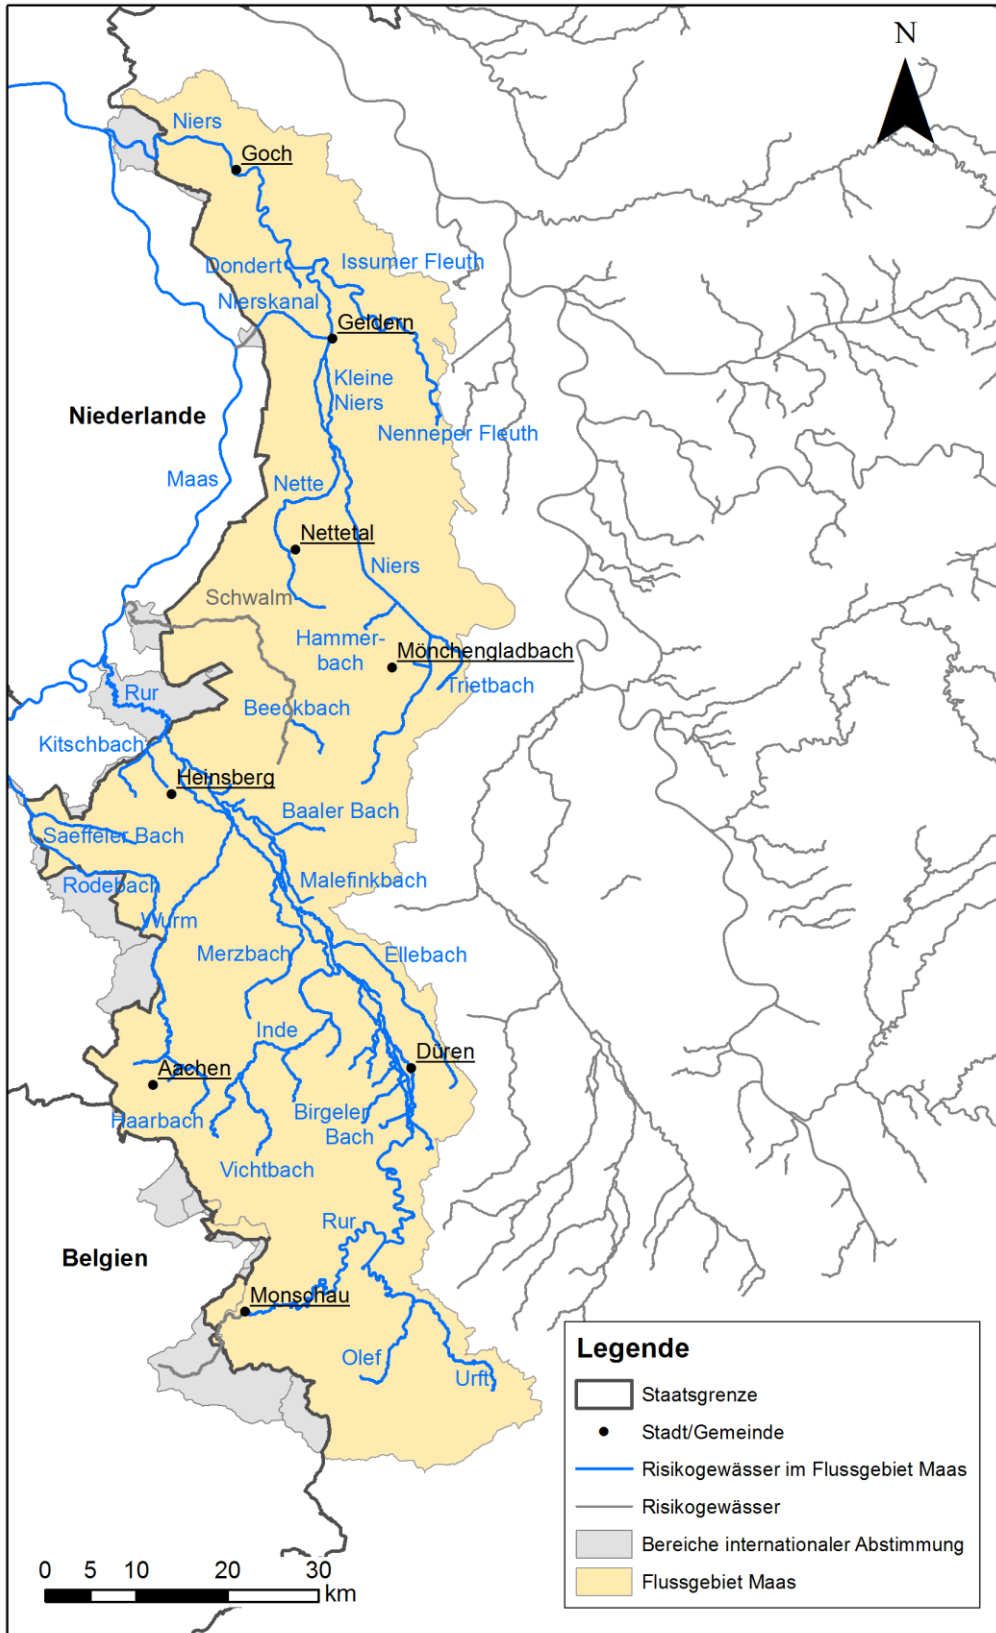 N
Niers
Goch
Dondert
Issumer Fleuth
Nierskanal
Geldern
Kleine
Niers
Niederlande
Nenneper Fleuth
Maas
Nette
Nettetal
Niers
Schwalm
Hammer-
bach
Mönchengladbach
Trietbach
Rur
Beeckbach
Kitschbach
Heinsberg
Baaler Bach
Saeffeler Bach
Rodebach
Malefinkbach
Wurm
Merzbach
Ellebach
Inde
Düren
Aachen
Haarbach
Birgeler
Bach
Vichtbach
Rur
Belgien
Monschau
Olef
Urft
Legende
Staatsgrenze
Stadt/Gemeinde
Risikogewässer im Flussgebiet Maas
Risikogewässer
Bereiche internationaler Abstimmung
Flussgebiet Maas
0 5 10 20 30
km